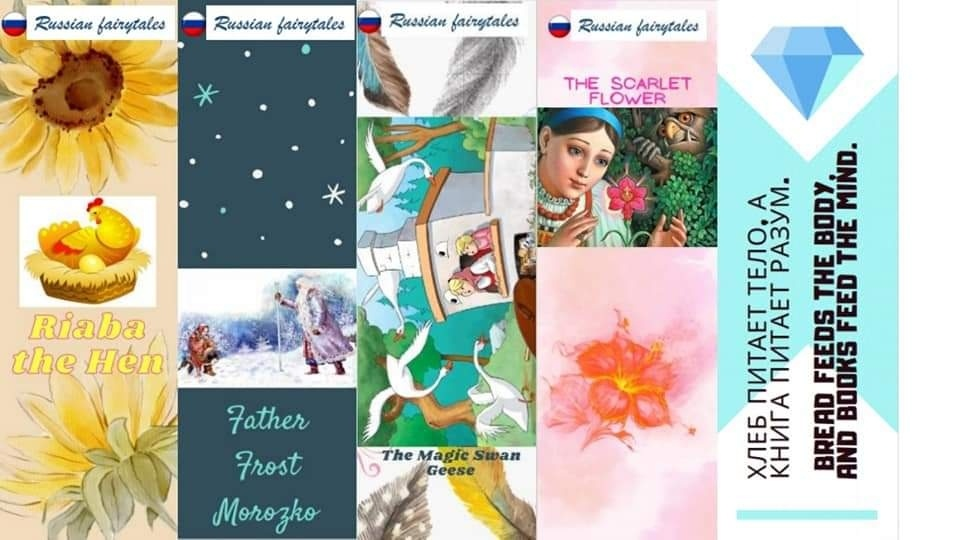 Russian fairytales
Riaba
the Hen
Russian fairytales
Father
Frost
Morozko
Russian fairytales
The Magic Swan
Geese
Russian fairytales
THE SCARLET
FLOWER
ХЛЕБ ПИТАЕТ ТЕЛО, А
КНИГА ПИТАЕТ РАЗУМ.
BREAD FEEDS THE BODY,
AND BOOKS FEED THE MIND.